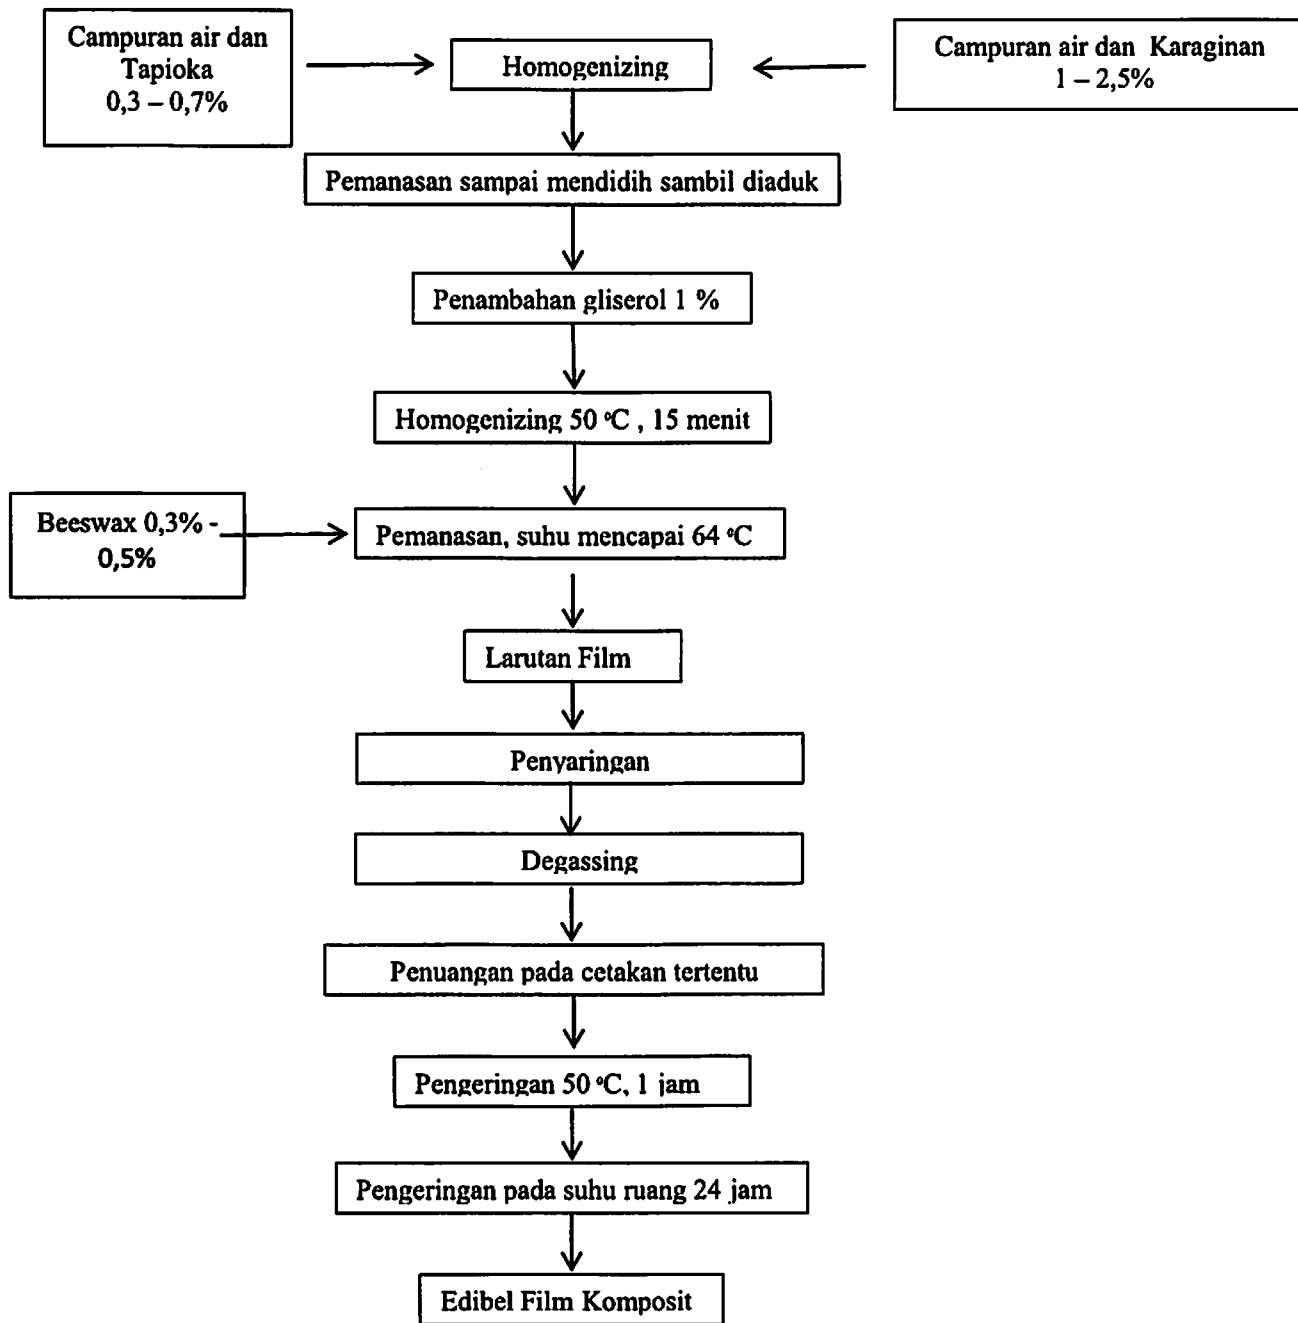 Campuran air dan
Tapioka
0,3 – 0,7%
Homogenizing
Campuran air dan Karaginan
1 – 2,5%
Pemanasan sampai mendidih sambil diaduk
Penambahan gliserol 1 %
Homogenizing 50 °C , 15 menit
Beeswax 0,3% -
0,5%
Pemanasan, suhu mencapai 64 °C
Larutan Film
Penyaringan
Degassing
Penuangan pada cetakan tertentu
Pengeringan 50 °C, 1 jam
Pengeringan pada suhu ruang 24 jam
Edibel Film Komposit